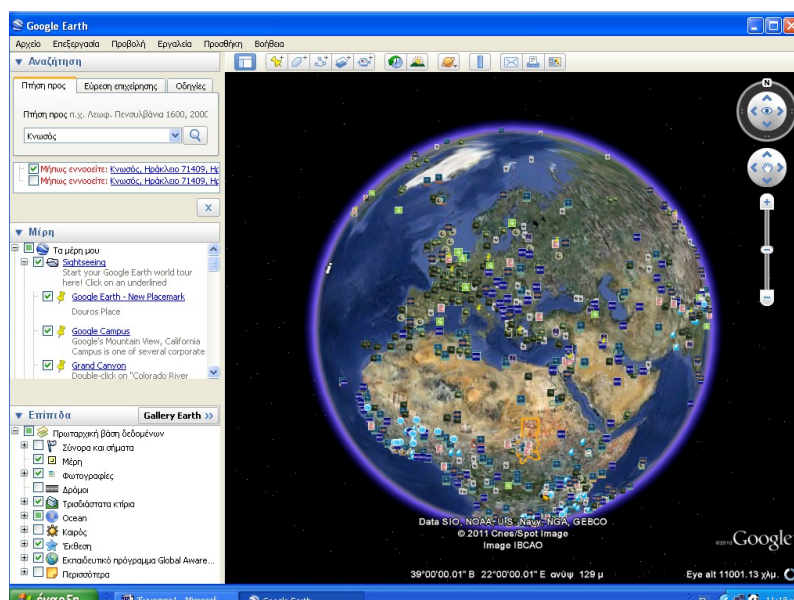 Google Earth
Αρχείο Επεξεργασία Προβολή Εργαλεία Προσθήκη Βοήθεια
Αναζήτηση
Πτήση προς Εύρεση επιχείρησης Οδηγίες
Πτήση προς π.χ. Λεωφ. Πενσυλβάνια 1600, 2000
Κνωσός
Μήπως εννοείτε: Κνωσός, Ηράκλειο 71409, Ηρ
Μήπως εννοείτε: Κνωσός, Ηράκλειο 71409, Ηρ
Μέρη
Τα μέρη μου
Sightseeing
Start your Google Earth world tour
here! Click on an underlined
Google Earth - New Placemark
Douros Place
Google Campus
Google's Mountain View, California
Campus is one of several corporate
Grand Canyon
Double-click on "Colorado River
Επίπεδα Gallery Earth »
Πρωταρχική βάση δεδομένων
Σύνορα και σήματα
Μέρη
Φωτογραφίες
Δρόμοι
Τρισδιάστατα κτίρια
Ocean
Καιρός
Έκθεση
Εκπαιδευτικό πρόγραμμα Global Aware...
Περισσότερα
N
Data SIO, NOAA, U.S. Navy, NGA, GEBCO
© 2011 Cnes/Spot Image
Image IBCAO
©2010 Google
39°00'00.01" Β 22°00'00.01" Ε ανύψ 129 μ
Eye alt 11001.13 χλμ.
έναρξη
Google Earth